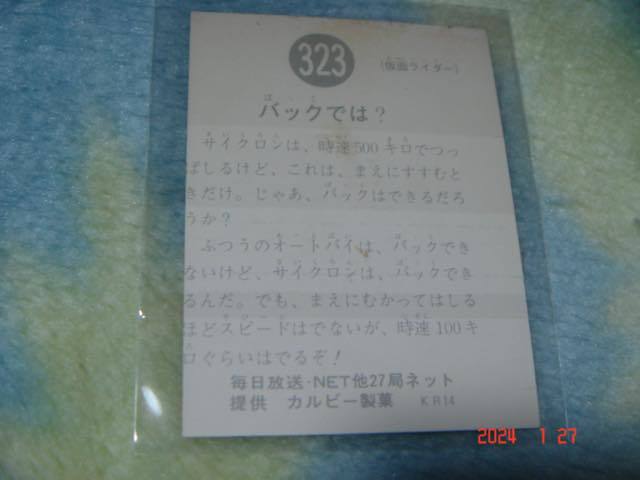 323
(仮面ライダー)
バックでは？
サイクロンは、時速500キロでつっ
ぱしるけど、これは、まえにすすむと
きだけ。じゃあ、バックはできるだろ
うか？
ふつうのオートバイは、バックでき
ないけど、サイクロンは、バックでき
るんだ。でも、まえにむかってはしる
ほどスピードはでないが、時速100キ
ロぐらいはでるぞ！
毎日放送・NET他27局ネット
提供 カルビー製菓 KR14
2024 1 27